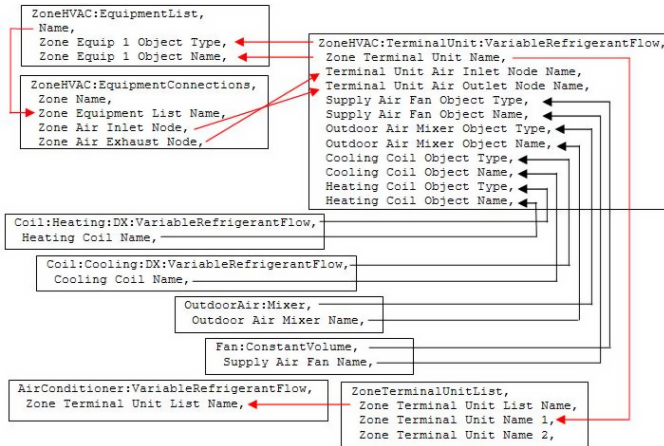 ZoneHVAC:EquipmentList,
Name,
Zone Equip 1 Object Type,
Zone Equip 1 Object Name,
ZoneHVAC:EquipmentConnections,
Zone Name,
Zone Equipment List Name,
Zone Air Inlet Node,
Zone Air Exhaust Node,
ZoneHVAC:TerminalUnit:VariableRefrigerantFlow,
Zone Terminal Unit Name,
Terminal Unit Air Inlet Node Name,
Terminal Unit Air Outlet Node Name,
Supply Air Fan Object Type,
Supply Air Fan Object Name,
Outdoor Air Mixer Object Type,
Outdoor Air Mixer Object Name,
Cooling Coil Object Type,
Cooling Coil Object Name,
Heating Coil Object Type,
Heating Coil Object Name,
Coil:Heating:DX:VariableRefrigerantFlow,
Heating Coil Name,
Coil:Cooling:DX:VariableRefrigerantFlow,
Cooling Coil Name,
OutdoorAir:Mixer,
Outdoor Air Mixer Name,
Fan:ConstantVolume,
Supply Air Fan Name,
AirConditioner:VariableRefrigerantFlow,
Zone Terminal Unit List Name,
ZoneTerminalUnitList,
Zone Terminal Unit List Name,
Zone Terminal Unit Name 1,
Zone Terminal Unit Name 2,